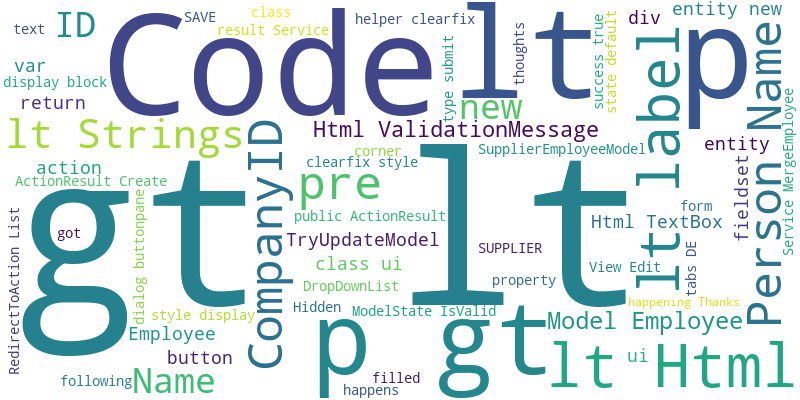 Code
lt
p
ID
SAVE
class
result Service
helper clearfix
thoughts
success true
state default
div
entity new
text
var
display block
return
type submit
new
label
Person Name
lt Strings
Html ValidationMessage
entity
action
ActionResult Create
CompanyID
corner
clearfix style
SupplierEmployeeModel
pre
gt
lt
public ActionResult
form
Html TextBox
fieldset
Service MergeEmployee
got
dialog buttonpane
TryUpdateModel
SUPPLIER
lt
tabs DE
class ui
View Edit
property
DropDownList
RedirectToAction List
style display
Hidden
ModelState IsValid
happening Thanks
Employee
p gt
Model Employee
button
lt Html
ui
following
Name
filled
happens